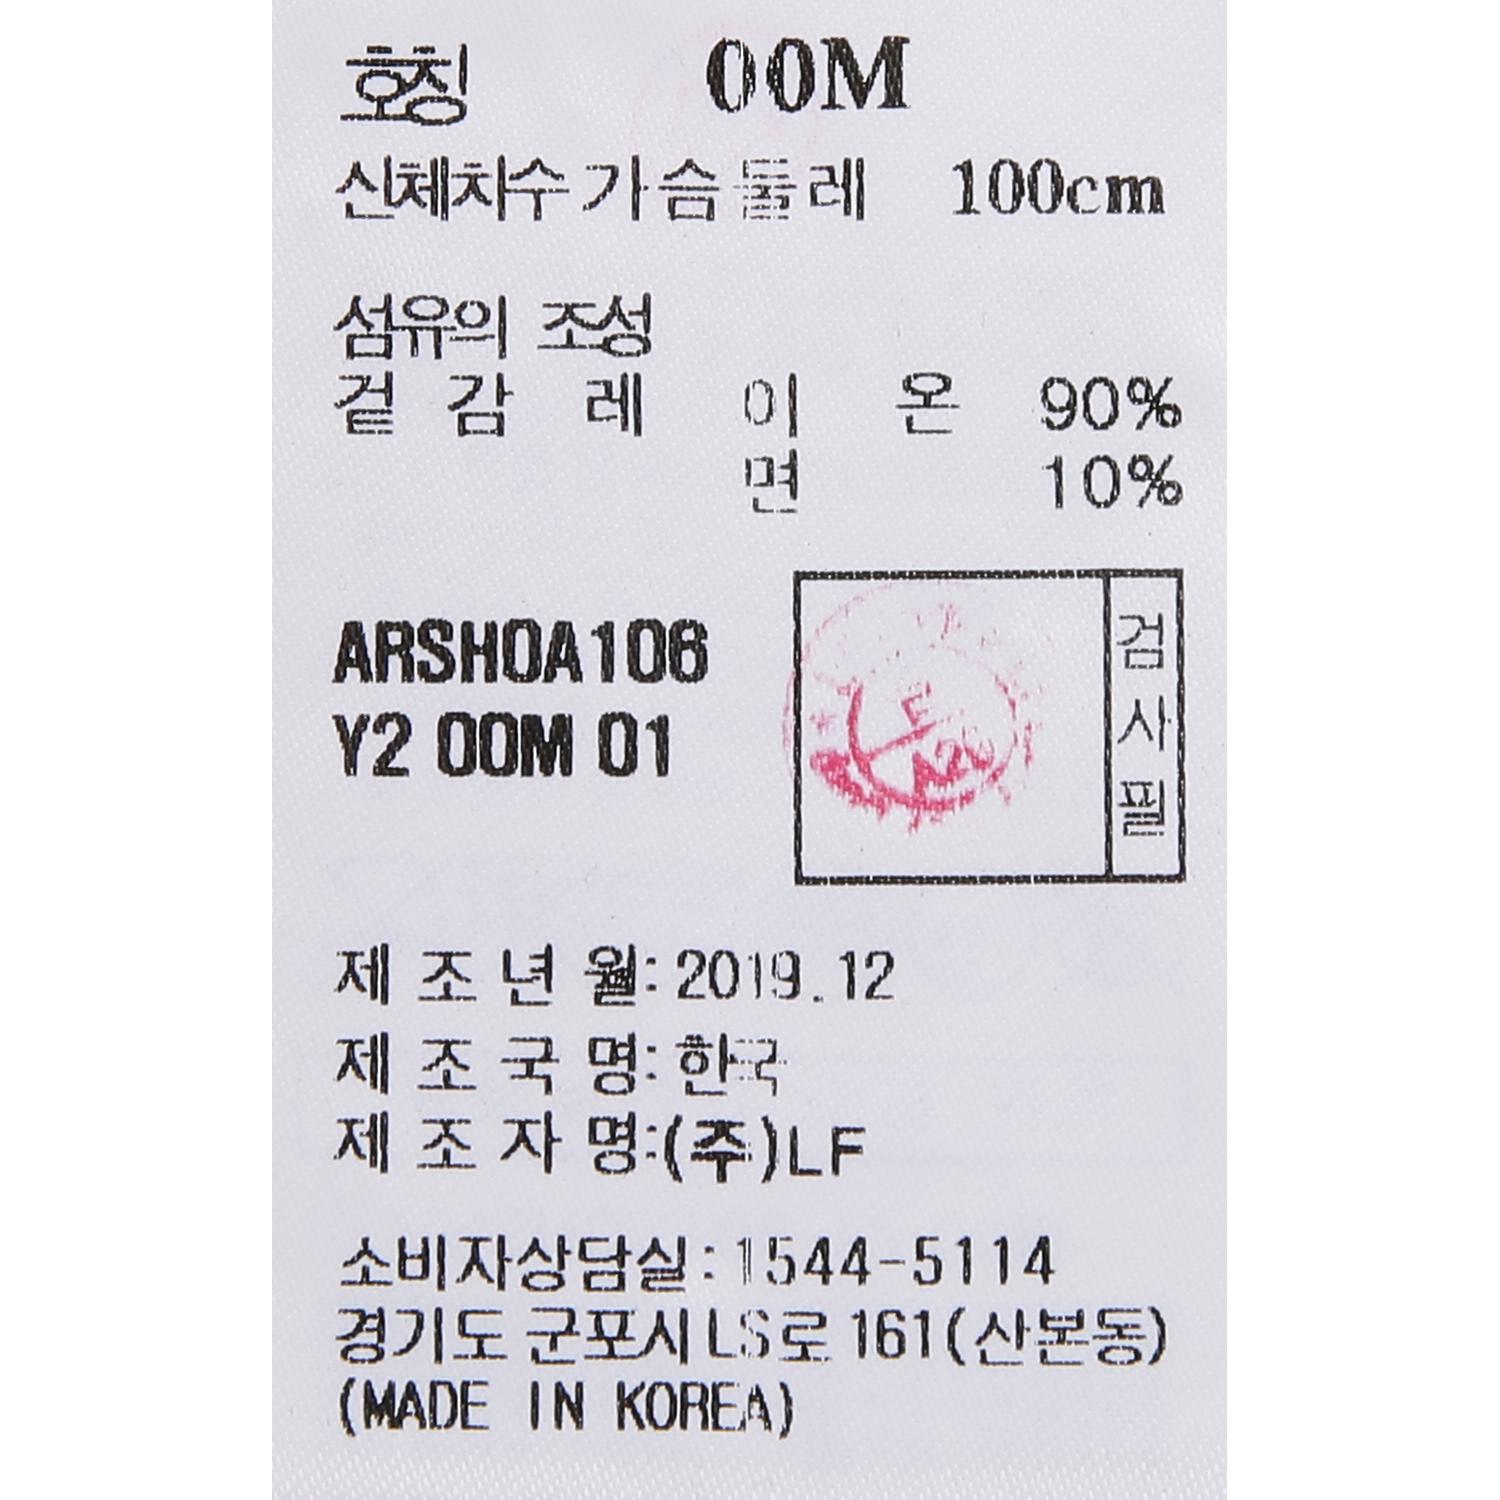 호칭 00M
신체치수 가슴둘레 100cm
섬유의 조성
겉감 레이온 90%
면 10%
ARSH0A106
Y2 00M 01
검사필
제조년월: 2019.12
제조국명: 한국
제조자명: (주)LF
소비자상담실: 1544-5114
경기도 군포시 LS로 161(산본동)
(MADE IN KOREA)